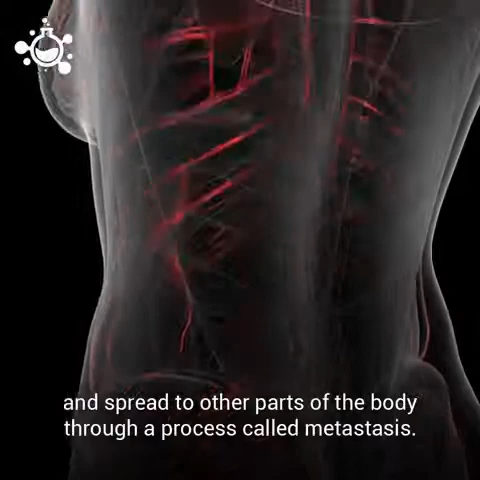 and spread to other parts of the body
through a process called metastasis.